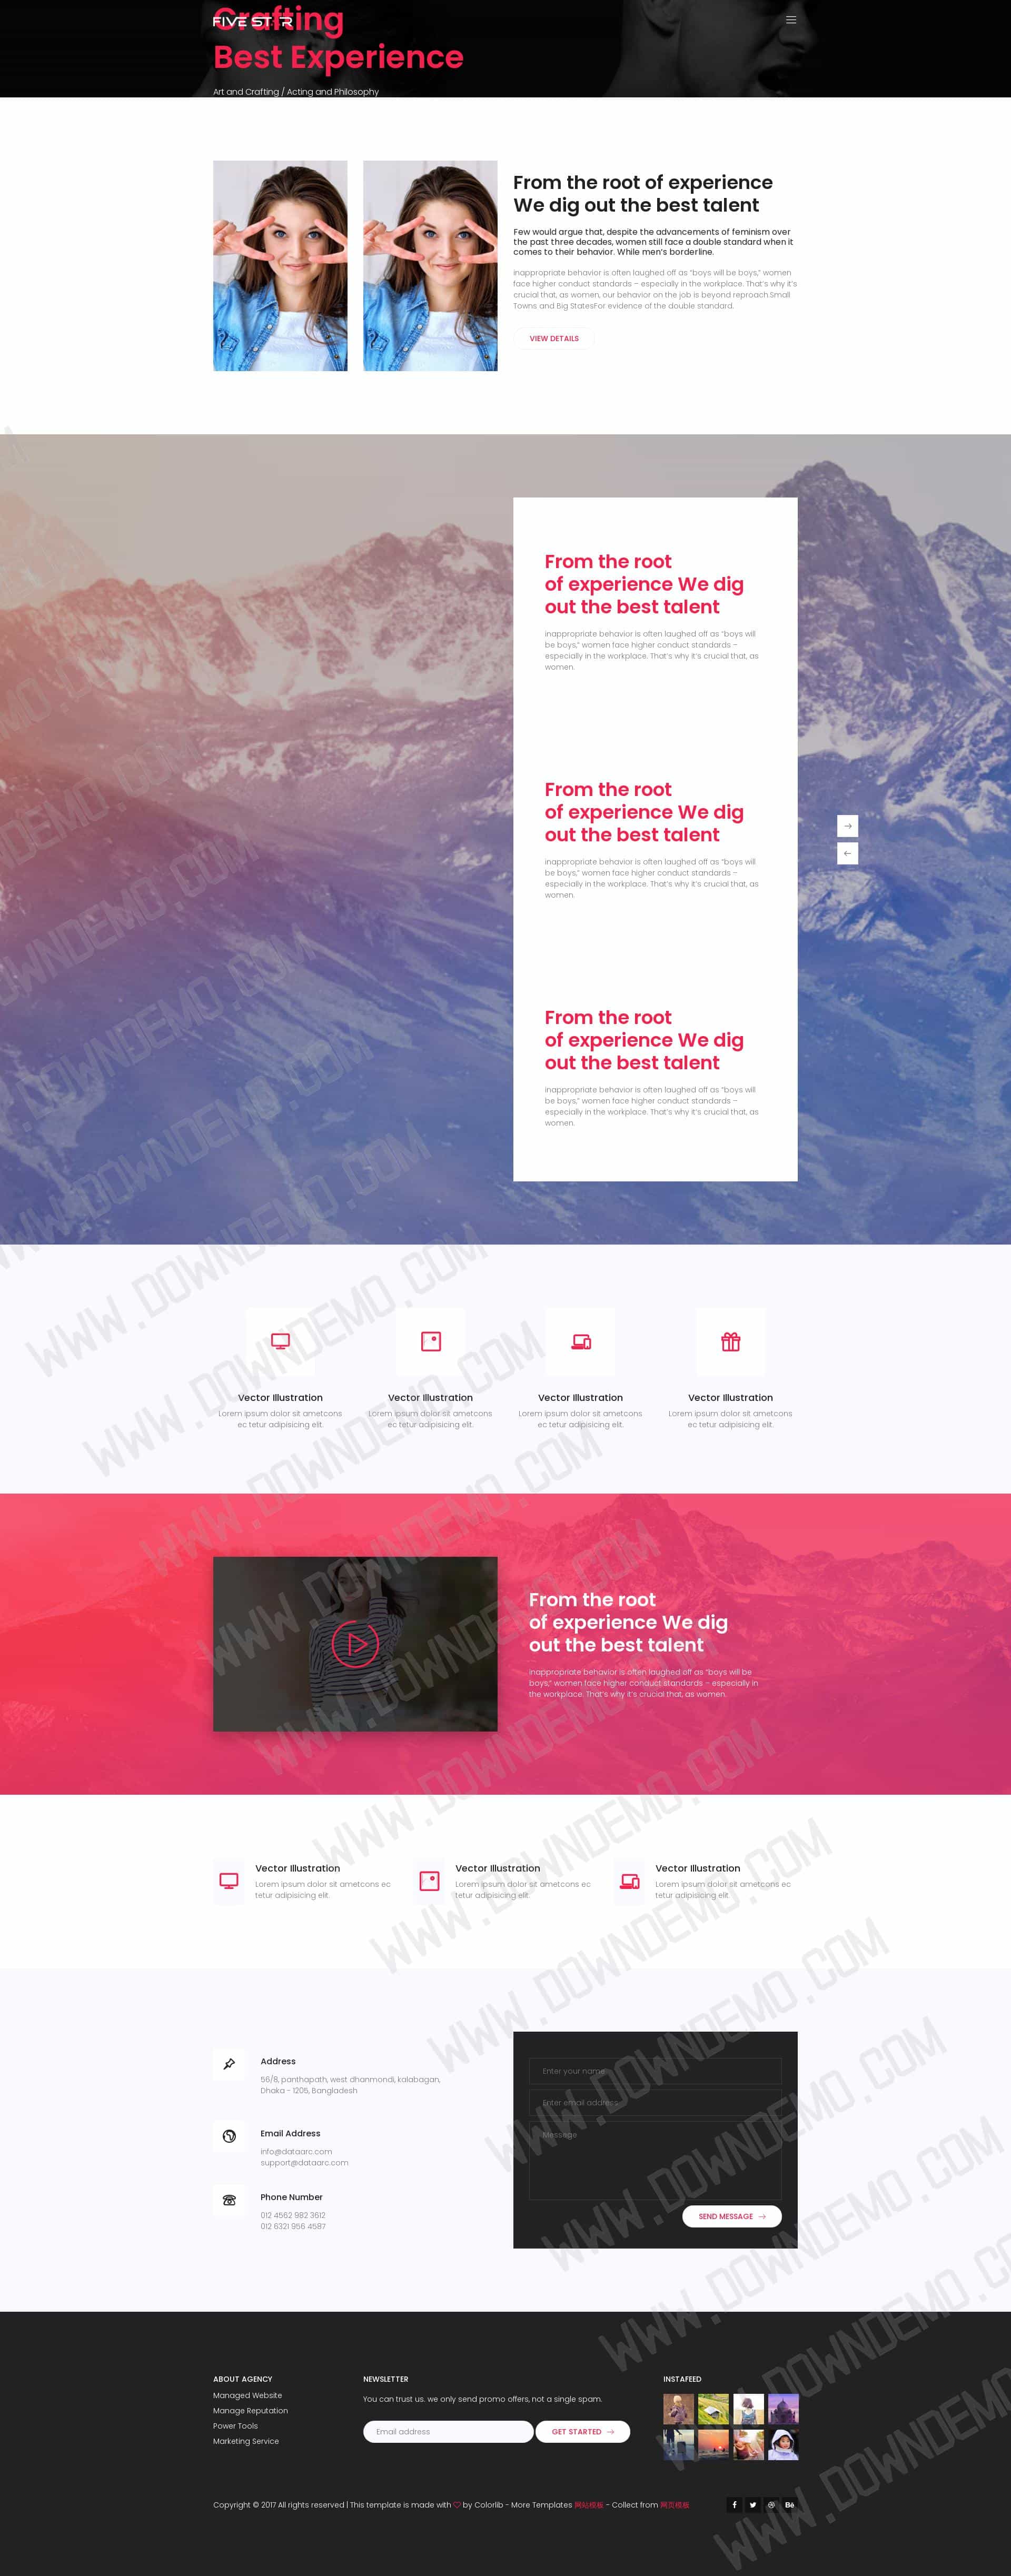 Crafting
FIVE STAR
Best Experience
Art and Crafting / Acting and Philosophy
From the root of experience
We dig out the best talent
Few would argue that, despite the advancements of feminism over
the past three decades, women still face a double standard when it
comes to their behavior. While men's borderline.
inappropriate behavior is often laughed off as “boys will be boys,” women
face higher conduct standards – especially in the workplace. That's why it's
crucial that, as women, our behavior on the job is beyond reproach.Small
Towns and Big StatesFor evidence of the double standard.
VIEW DETAILS
From the root
of experience We dig
out the best talent
inappropriate behavior is often laughed off as “boys will
be boys,” women face higher conduct standards –
especially in the workplace. That's why it's crucial that, as
women.
From the root
of experience We dig
out the best talent
inappropriate behavior is often laughed off as “boys will
be boys,” women face higher conduct standards –
especially in the workplace. That's why it's crucial that, as
women.
From the root
of experience We dig
out the best talent
inappropriate behavior is often laughed off as “boys will
be boys,” women face higher conduct standards –
especially in the workplace. That's why it's crucial that, as
women.
Vector Illustration
Lorem ipsum dolor sit ametcons
ec tetur adipisicing elit.
Vector Illustration
Lorem ipsum dolor sit ametcons
ec tetur adipisicing elit.
Vector Illustration
Lorem ipsum dolor sit ametcons
ec tetur adipisicing elit.
Vector Illustration
Lorem ipsum dolor sit ametcons
ec tetur adipisicing elit.
From the root
of experience We dig
out the best talent
inappropriate behavior is often laughed off as “boys will be
boys,” women face higher conduct standards – especially in
the workplace. That's why it's crucial that, as women.
Vector Illustration
Lorem ipsum dolor sit ametcons ec
tetur adipisicing elit.
Vector Illustration
Lorem ipsum dolor sit ametcons ec
tetur adipisicing elit.
Vector Illustration
Lorem ipsum dolor sit ametcons ec
tetur adipisicing elit.
Address
56/8, panthapath, west dhanmondi, kalabagan,
Dhaka - 1205, Bangladesh
Email Address
info@dataarc.com
support@dataarc.com
Phone Number
012 4562 982 3612
012 6321 956 4587
Enter your name
Enter email address
Messege
SEND MESSAGE
ABOUT AGENCY
Managed Website
Manage Reputation
Power Tools
Marketing Service
NEWSLETTER
You can trust us. we only send promo offers, not a single spam.
Email address
GET STARTED
INSTAFEED
Copyright © 2017 All rights reserved | This template is made with by Colorlib - More Templates 网站模板 - Collect from 网页模板
WWW.DOWNDEMO.COM